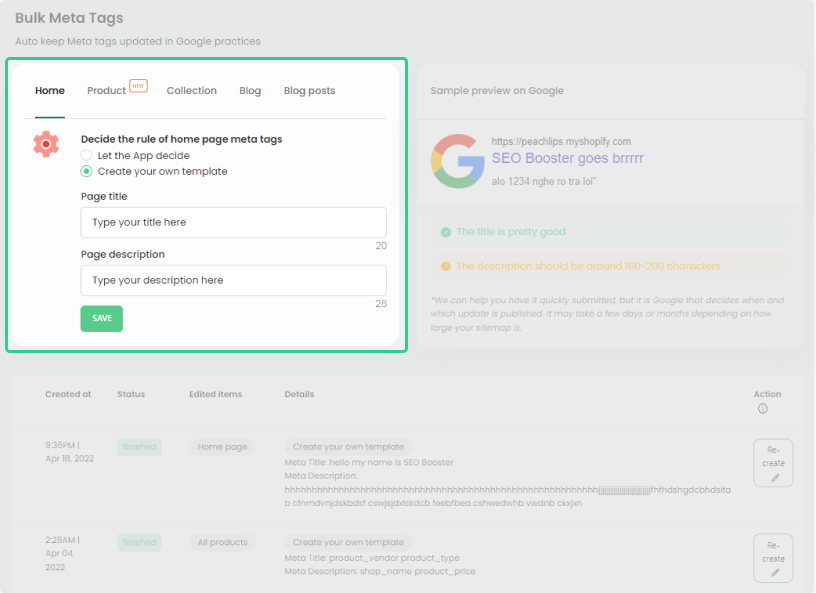 Bulk Meta Tags
Auto keep Meta tags updated in Google practices
Home
Product NEW
Collection
Blog
Blog posts
Decide the rule of home page meta tags
Let the App decide
Create your own template
Page title
Type your title here
20
Page description
Type your description here
26
SAVE
Sample preview on Google
https://peachlips.myshopify.com
SEO Booster goes brrrrr
alo 1234 nghe ro tra loi"
The title is pretty good
The description should be around 160-200 characters
*We can help you have it quickly submitted, but it is Google that decides when and
which update is published. It may take a few days or months depending on how
large your sitemap is.
Created at
Status
Edited items
Details
Action
9:36PM |
Apr 18, 2022
finished
Home page
Create your own template
Meta Title: hello my name is SEO Booster
Meta Description:
b cfnmdvnjdskbdsf cswjsjdxlskdcb feebfbea cshwedwhb vwdnb ckxjxn
Re-
create
2:28AM |
Apr 04,
2022
finished
All products
Create your own template
Meta Title: product_vendor product_type
Meta Description: shop_name product_price
Re-
create